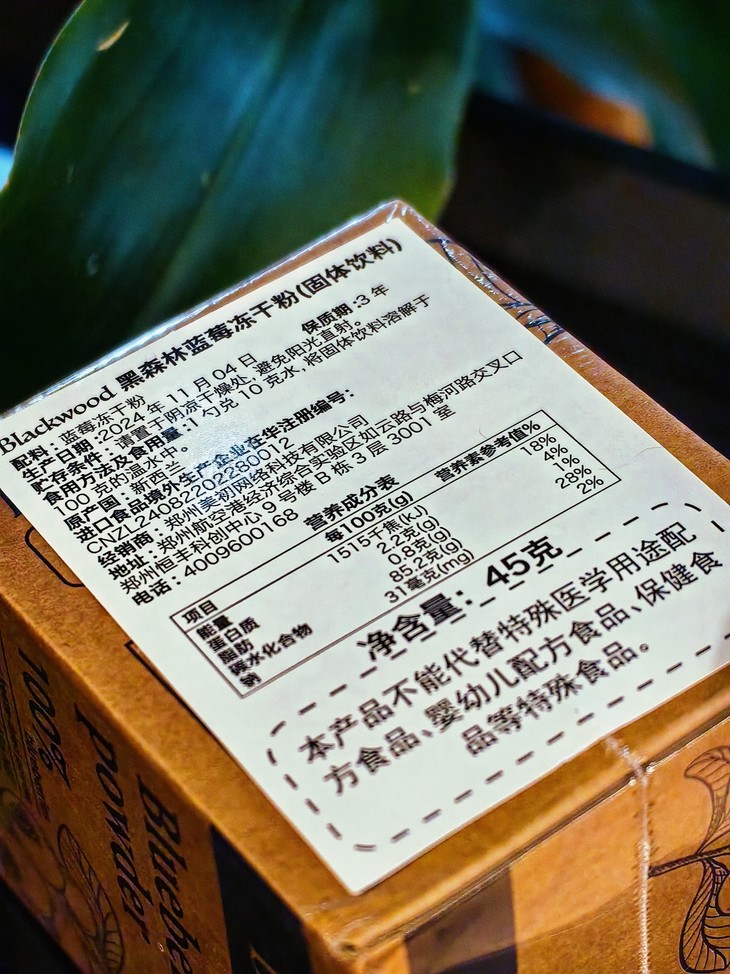 Blackwood 黑森林蓝莓冻干粉(固体饮料)
配料：蓝莓冻干粉
生产日期:2024 年 11 月 04 日 保质期:3 年
贮存条件：请置于阴凉干燥处，避免阳光直射。
食用方法及食用量:1 勺兑 10 克水,将固体饮料溶解于
100 克的温水中。
原产国：新西兰
进口食品境外生产企业在华注册编号：
CNZL24082202280012
经销商：郑州美初网络科技有限公司
地址：郑州航空港经济综合实验区如云路与梅河路交叉口
郑州恒丰科创中心 9 号楼 B 栋 3 层 3001 室
电话：4009600168
营养成分表
项目 每100克(g) 营养素参考值%
能量 1515千焦(kJ) 18%
蛋白质 2.2克(g) 4%
脂肪 0.8克(g) 1%
碳水化合物 85.2克(g) 28%
钠 31毫克(mg) 2%
净含量：45克
本产品不能代替特殊医学用途配
方食品、婴幼儿配方食品、保健食
品等特殊食品。
100%
Blueber
powder